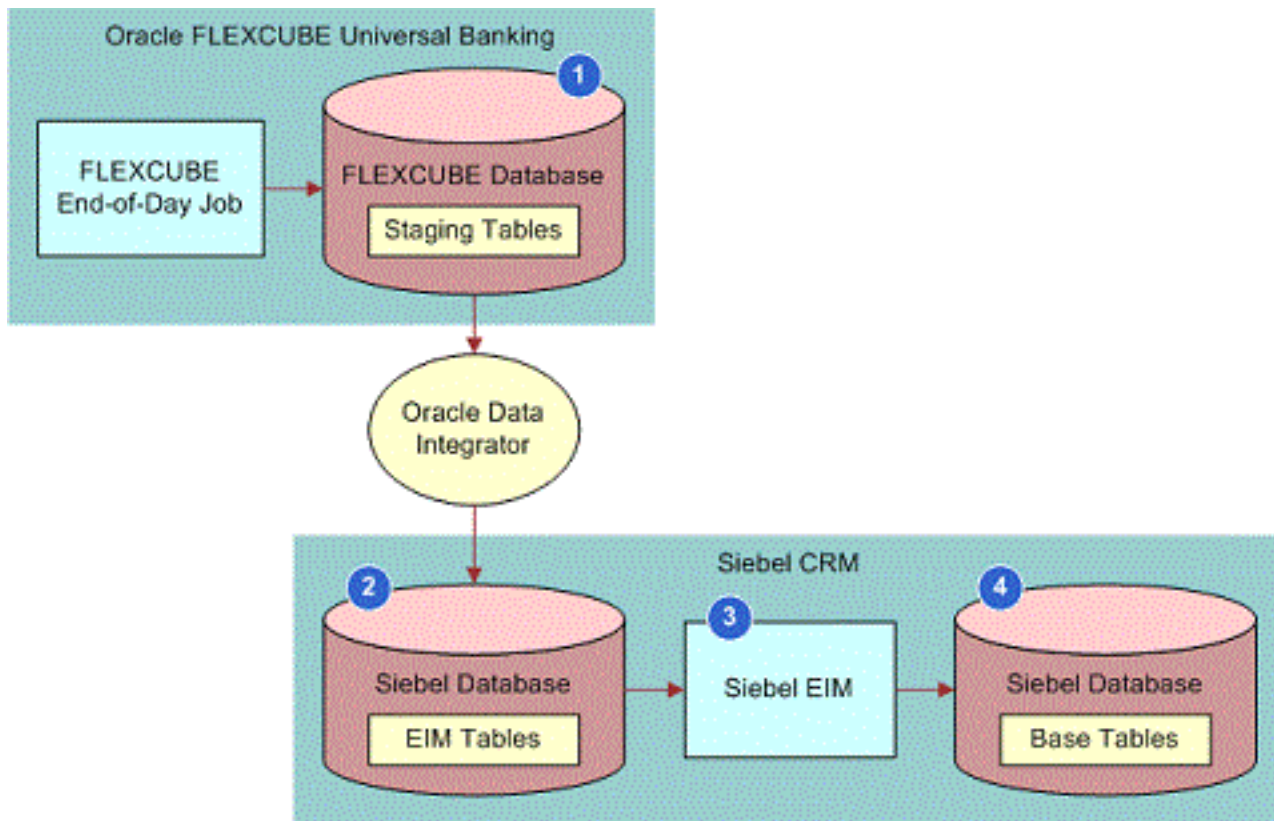 Oracle FLEXCUBE Universal Banking
1
FLEXCUBE
End-of-Day Job
FLEXCUBE Database
Staging Tables
Oracle Data
Integrator
Siebel CRM
2
3
4
Siebel Database
EIM Tables
Siebel EIM
Siebel Database
Base Tables